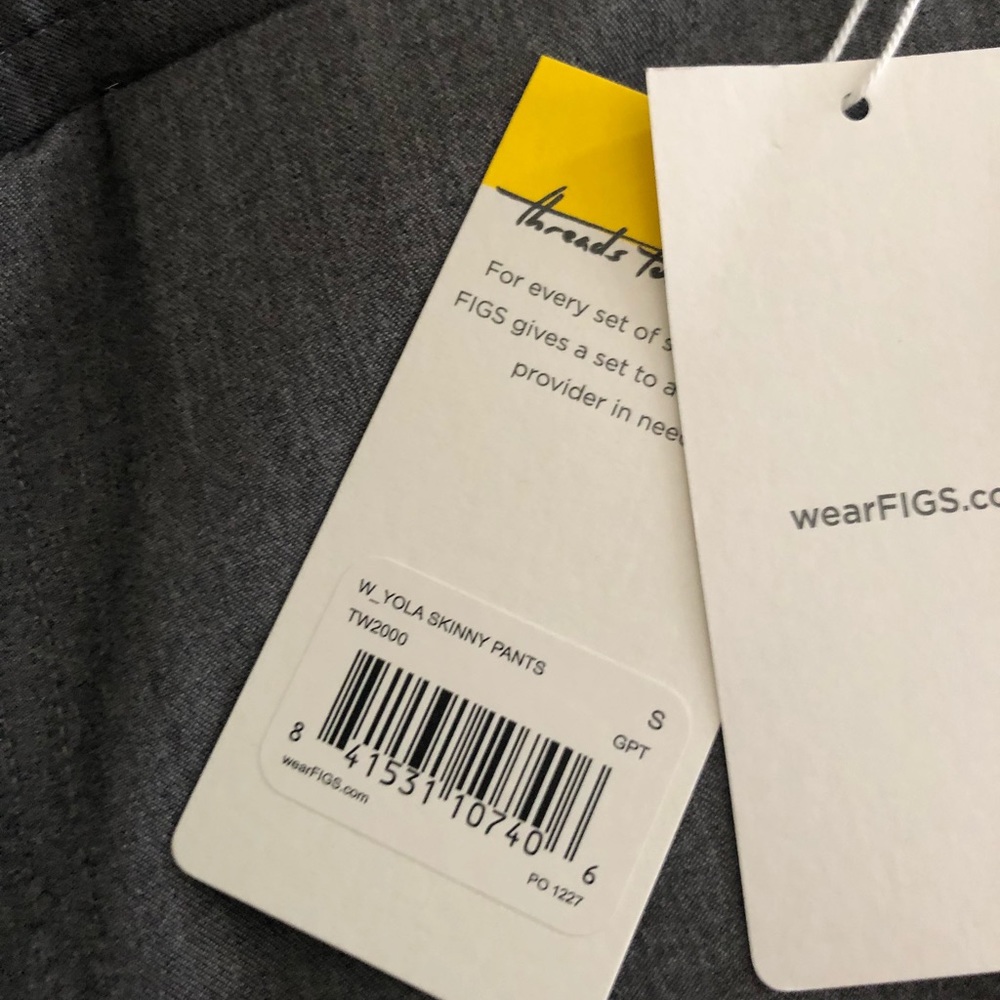 threads
For every set of
FIGS gives a set to a
provider in
W_YOLA SKINNY PANTS
TW2000
S
GPT
8 41531 10740 6
wearFIGS.com
PO 1227
wearFIGS.co